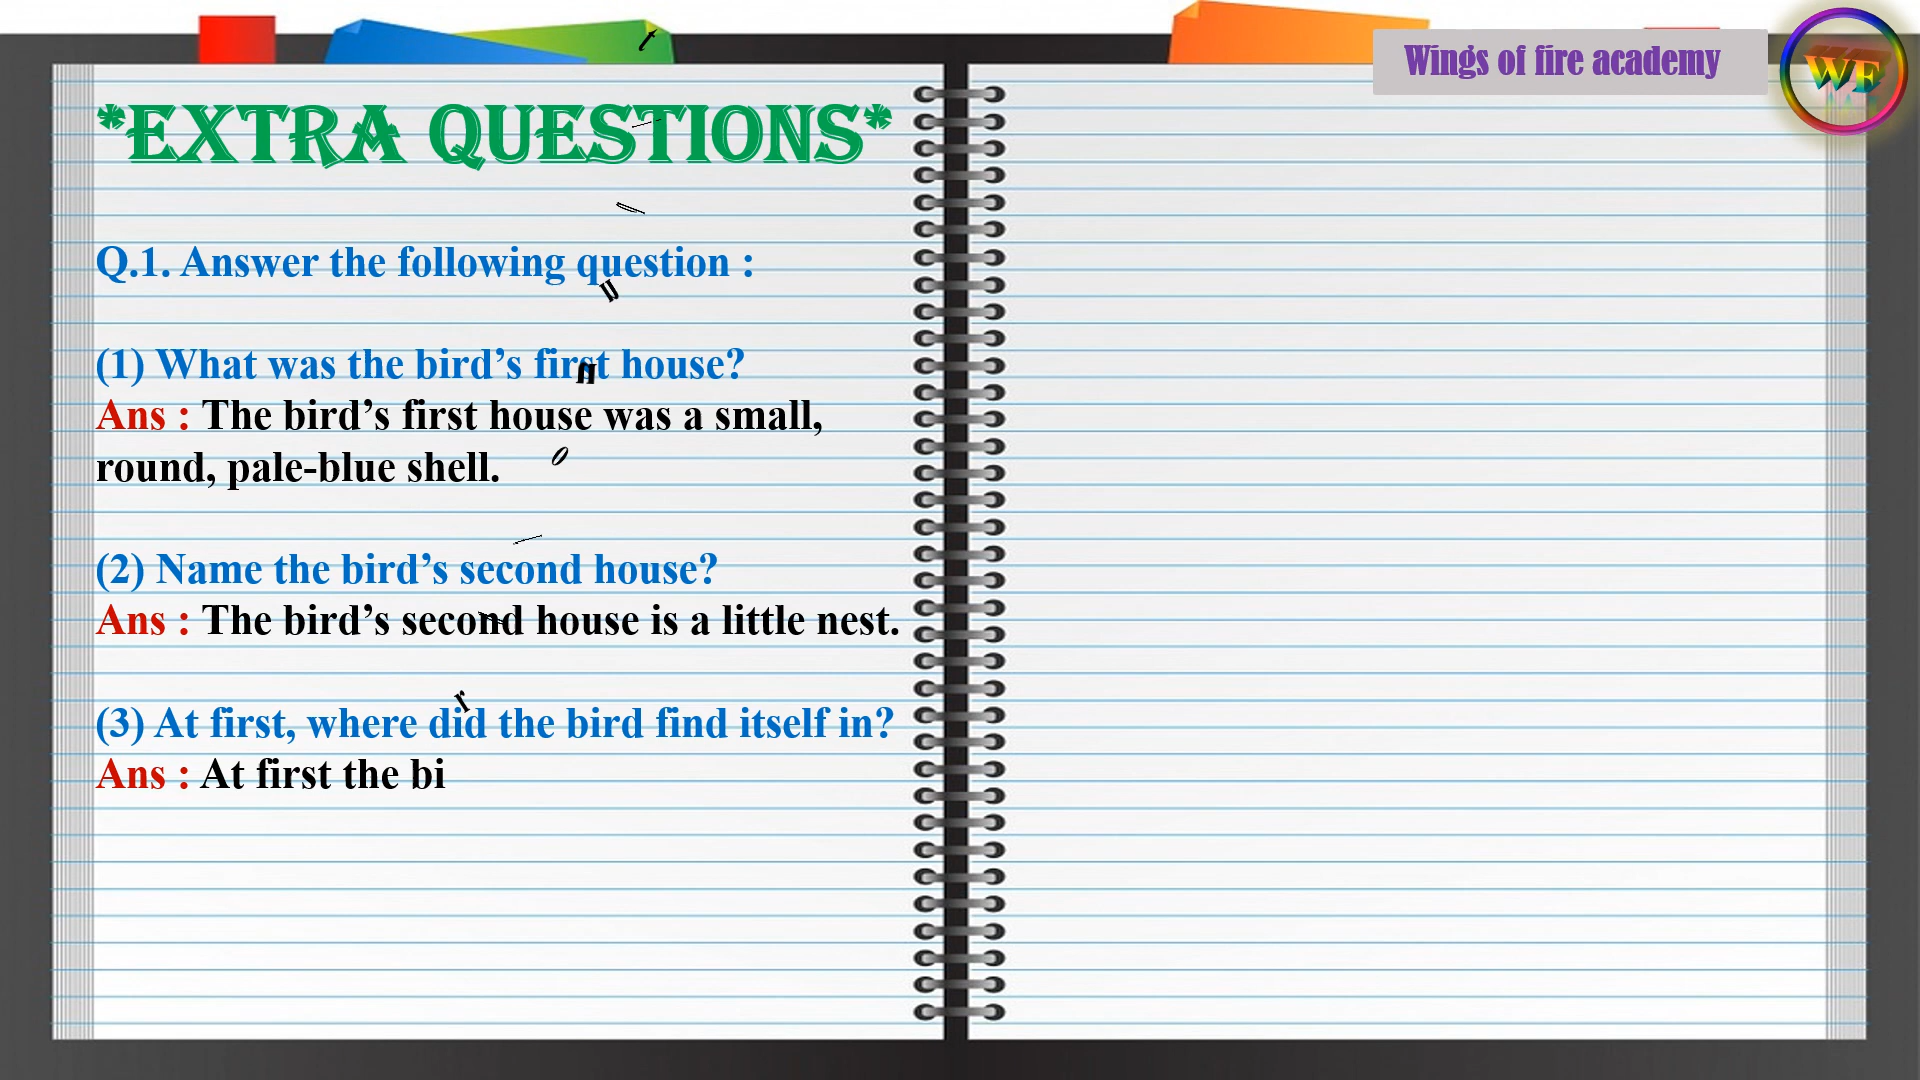 Wings of fire academy
WE
*EXTRA QUESTIONS*
Q.1. Answer the following question :
(1) What was the bird’s first house?
Ans : The bird’s first house was a small,
round, pale-blue shell.
(2) Name the bird’s second house?
Ans : The bird’s second house is a little nest.
(3) At first, where did the bird find itself in?
Ans : At first the bi